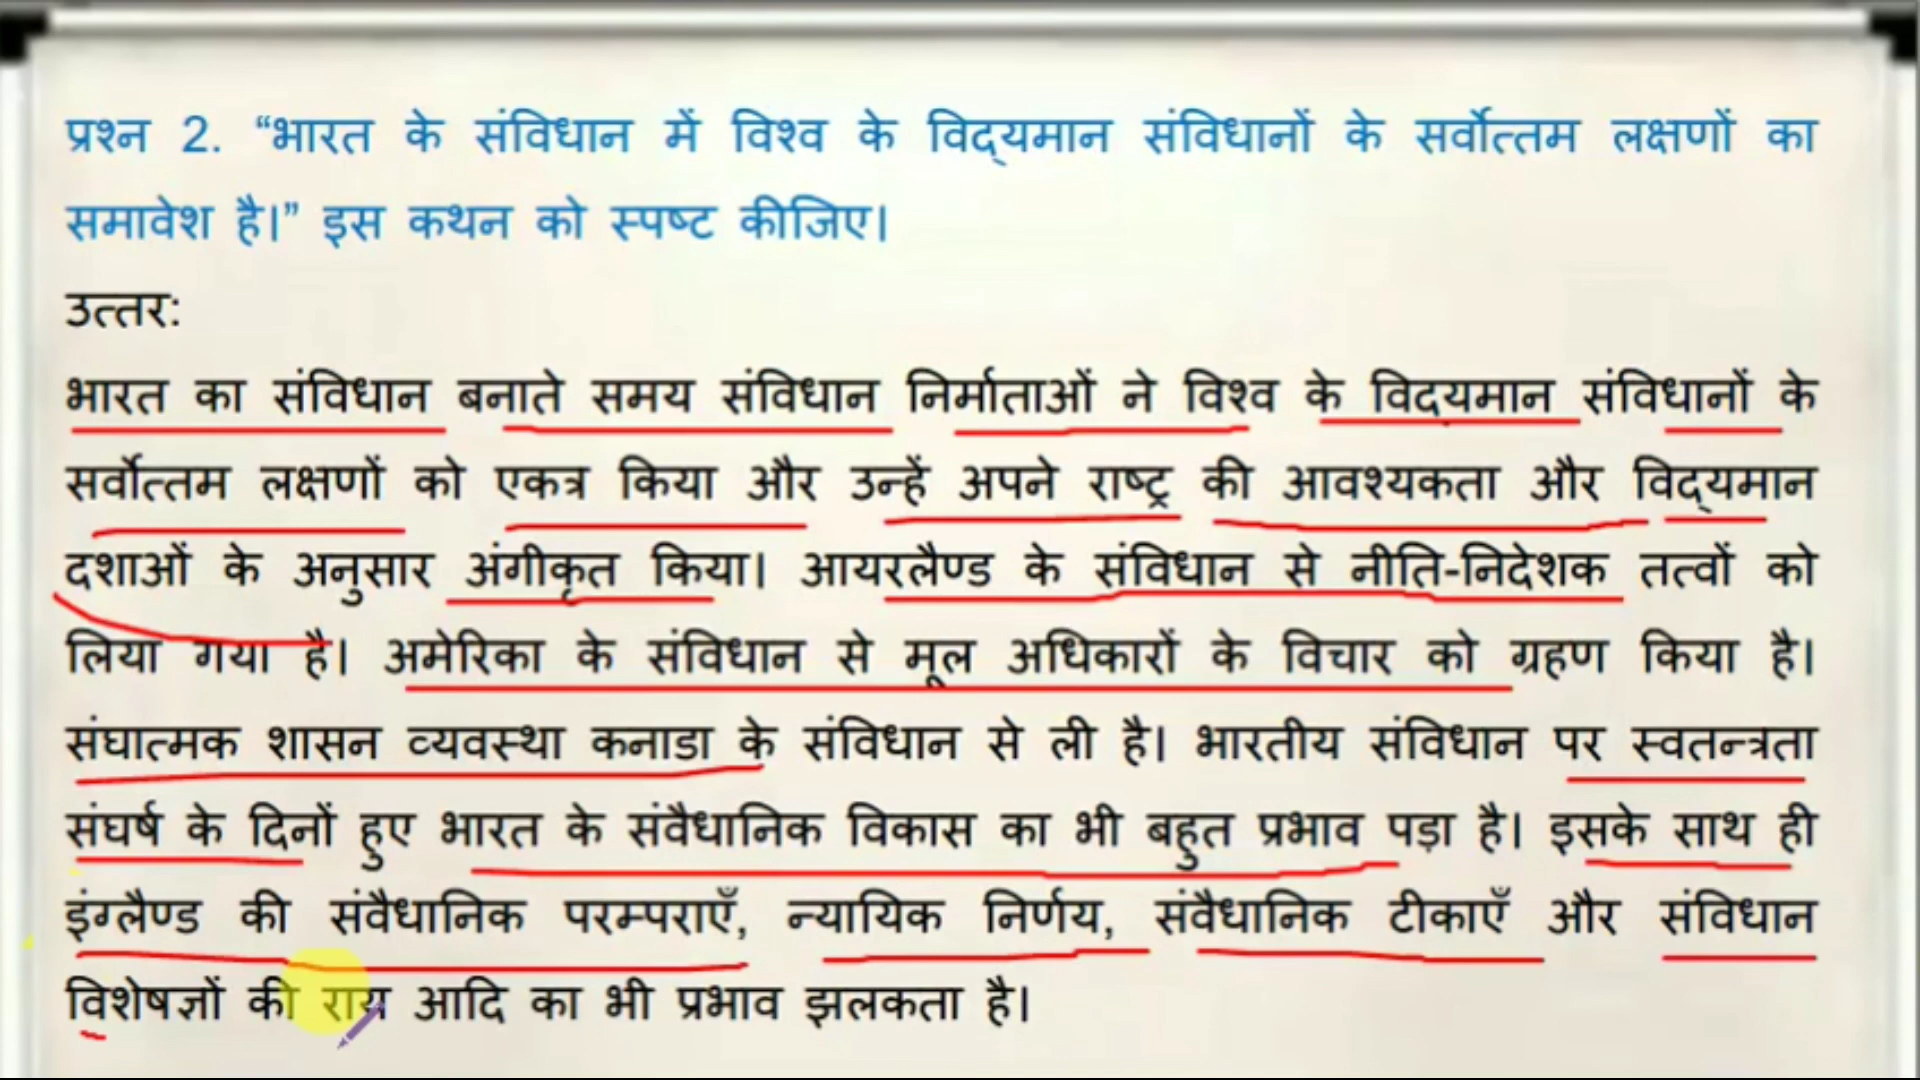 प्रश्न 2. “भारत के संविधान में विश्व के विद्यमान संविधानों के सर्वोत्तम लक्षणों का
समावेश है।” इस कथन को स्पष्ट कीजिए।
उत्तर:
भारत का संविधान बनाते समय संविधान निर्माताओं ने विश्व के विद्यमान संविधानों के
सर्वोत्तम लक्षणों को एकत्र किया और उन्हें अपने राष्ट्र की आवश्यकता और विद्यमान
दशाओं के अनुसार अंगीकृत किया। आयरलैण्ड के संविधान से नीति-निदेशक तत्वों को
लिया गया है। अमेरिका के संविधान से मूल अधिकारों के विचार को ग्रहण किया है।
संघात्मक शासन व्यवस्था कनाडा के संविधान से ली है। भारतीय संविधान पर स्वतन्त्रता
संघर्ष के दिनों हुए भारत के संवैधानिक विकास का भी बहुत प्रभाव पड़ा है। इसके साथ ही
इंग्लैण्ड की संवैधानिक परम्पराएँ, न्यायिक निर्णय, संवैधानिक टीकाएँ और संविधान
विशेषज्ञों की राय आदि का भी प्रभाव झलकता है।